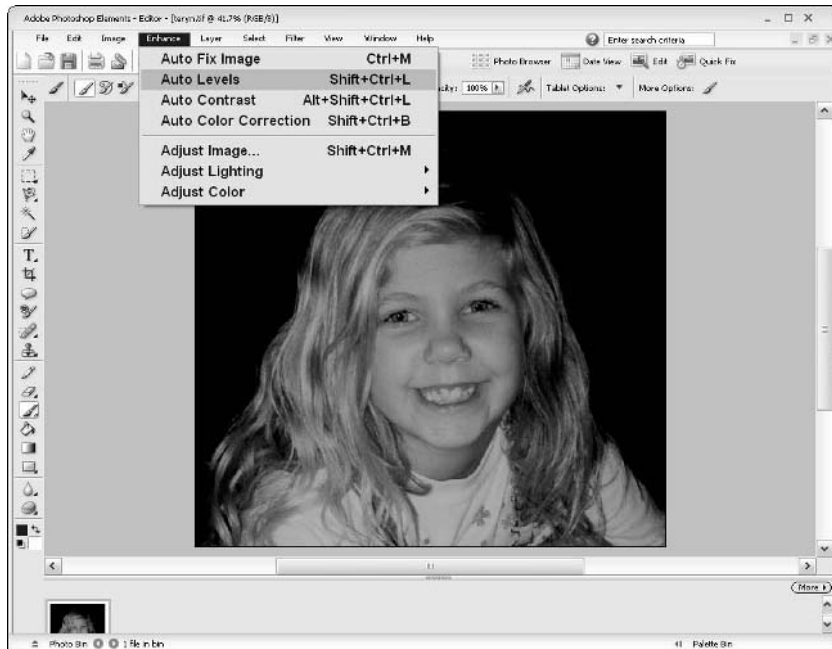 Adobe Photoshop Elements - Editor - [taryn.tif @ 41.7% (RGB/8)]
File Edit Image Enhance Layer Select Filter View Window Help
Enter search criteria
Auto Fix Image Ctrl+M
Photo Browser Date View Edit Quick Fix
Auto Levels Shift+Ctrl+L
100% Tablet Options: More Options:
Auto Contrast Alt+Shift+Ctrl+L
Auto Color Correction Shift+Ctrl+B
Adjust Image... Shift+Ctrl+M
Adjust Lighting
Adjust Color
T
More
Photo Bin 1 file in bin Palette Bin